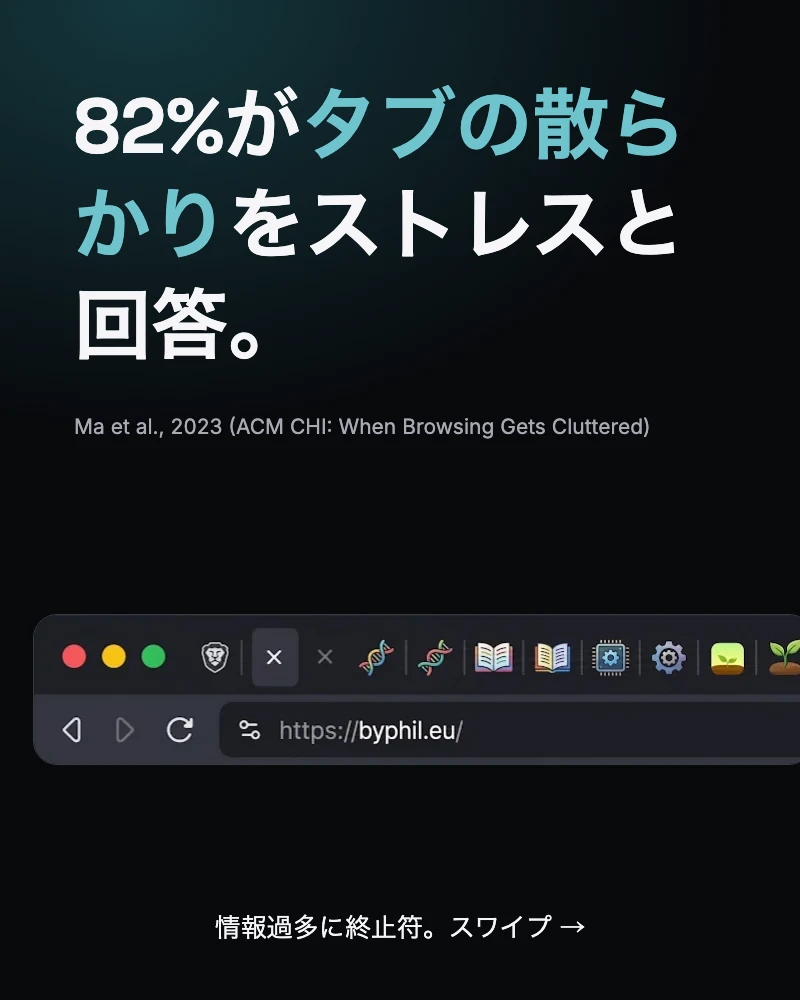 82%がタブの散ら
かりをストレスと
回答。
Ma et al., 2023 (ACM CHI: When Browsing Gets Cluttered)
https://byphil.eu/
情報過多に終止符。スワイプ →